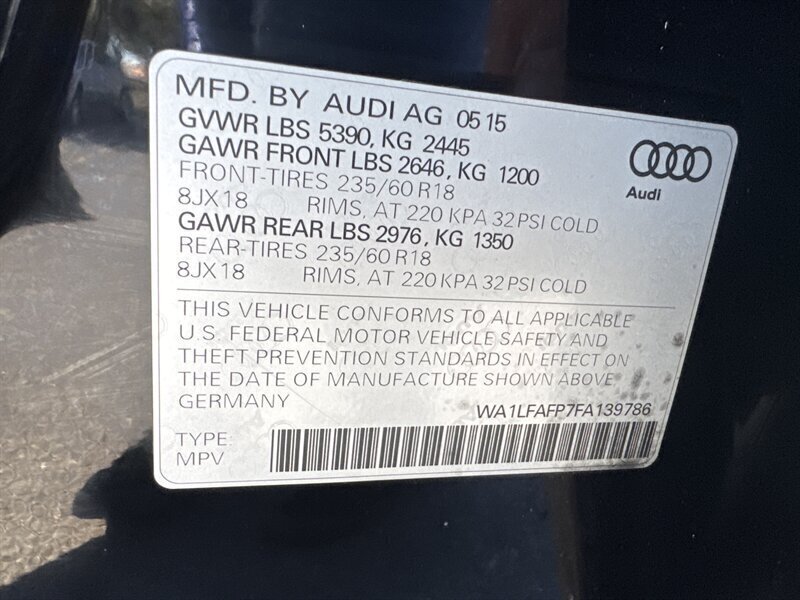 MFD. BY AUDI AG 05 15
GVWR LBS 5390, KG 2445
GAWR FRONT LBS 2646, KG 1200
FRONT-TIRES 235/60 R18
8JX18 RIMS, AT 220 KPA 32 PSI COLD
GAWR REAR LBS 2976, KG 1350
REAR-TIRES 235/60 R18
8JX18 RIMS, AT 220 KPA 32 PSI COLD
Audi
THIS VEHICLE CONFORMS TO ALL APPLICABLE
U.S. FEDERAL MOTOR VEHICLE SAFETY AND
THEFT PREVENTION STANDARDS IN EFFECT ON
THE DATE OF MANUFACTURE SHOWN ABOVE
GERMANY WA1LFAFP7FA139786
TYPE:
MPV